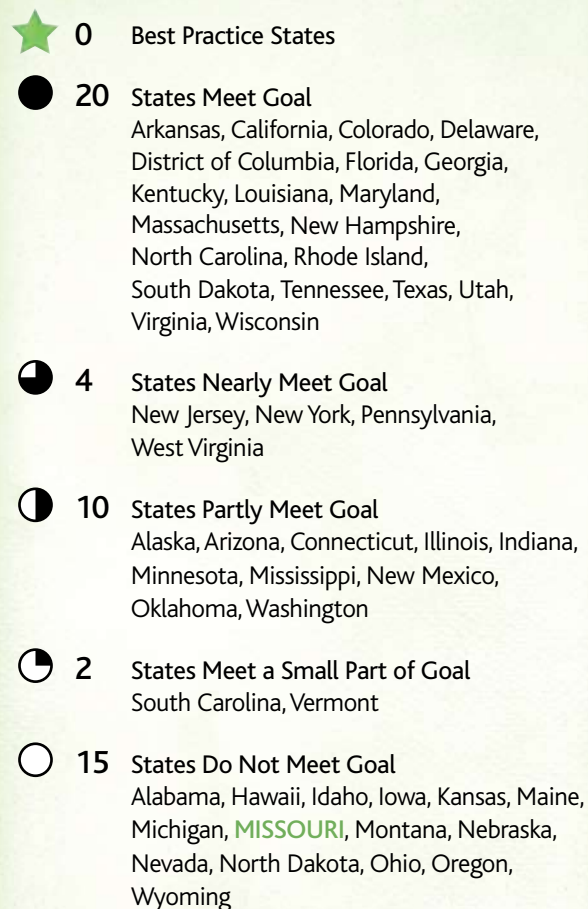 0 Best Practice States
20 States Meet Goal
Arkansas, California, Colorado, Delaware,
District of Columbia, Florida, Georgia,
Kentucky, Louisiana, Maryland,
Massachusetts, New Hampshire,
North Carolina, Rhode Island,
South Dakota, Tennessee, Texas, Utah,
Virginia, Wisconsin
4 States Nearly Meet Goal
New Jersey, New York, Pennsylvania,
West Virginia
10 States Partly Meet Goal
Alaska, Arizona, Connecticut, Illinois, Indiana,
Minnesota, Mississippi, New Mexico,
Oklahoma, Washington
2 States Meet a Small Part of Goal
South Carolina, Vermont
15 States Do Not Meet Goal
Alabama, Hawaii, Idaho, Iowa, Kansas, Maine,
Michigan, MISSOURI, Montana, Nebraska,
Nevada, North Dakota, Ohio, Oregon,
Wyoming